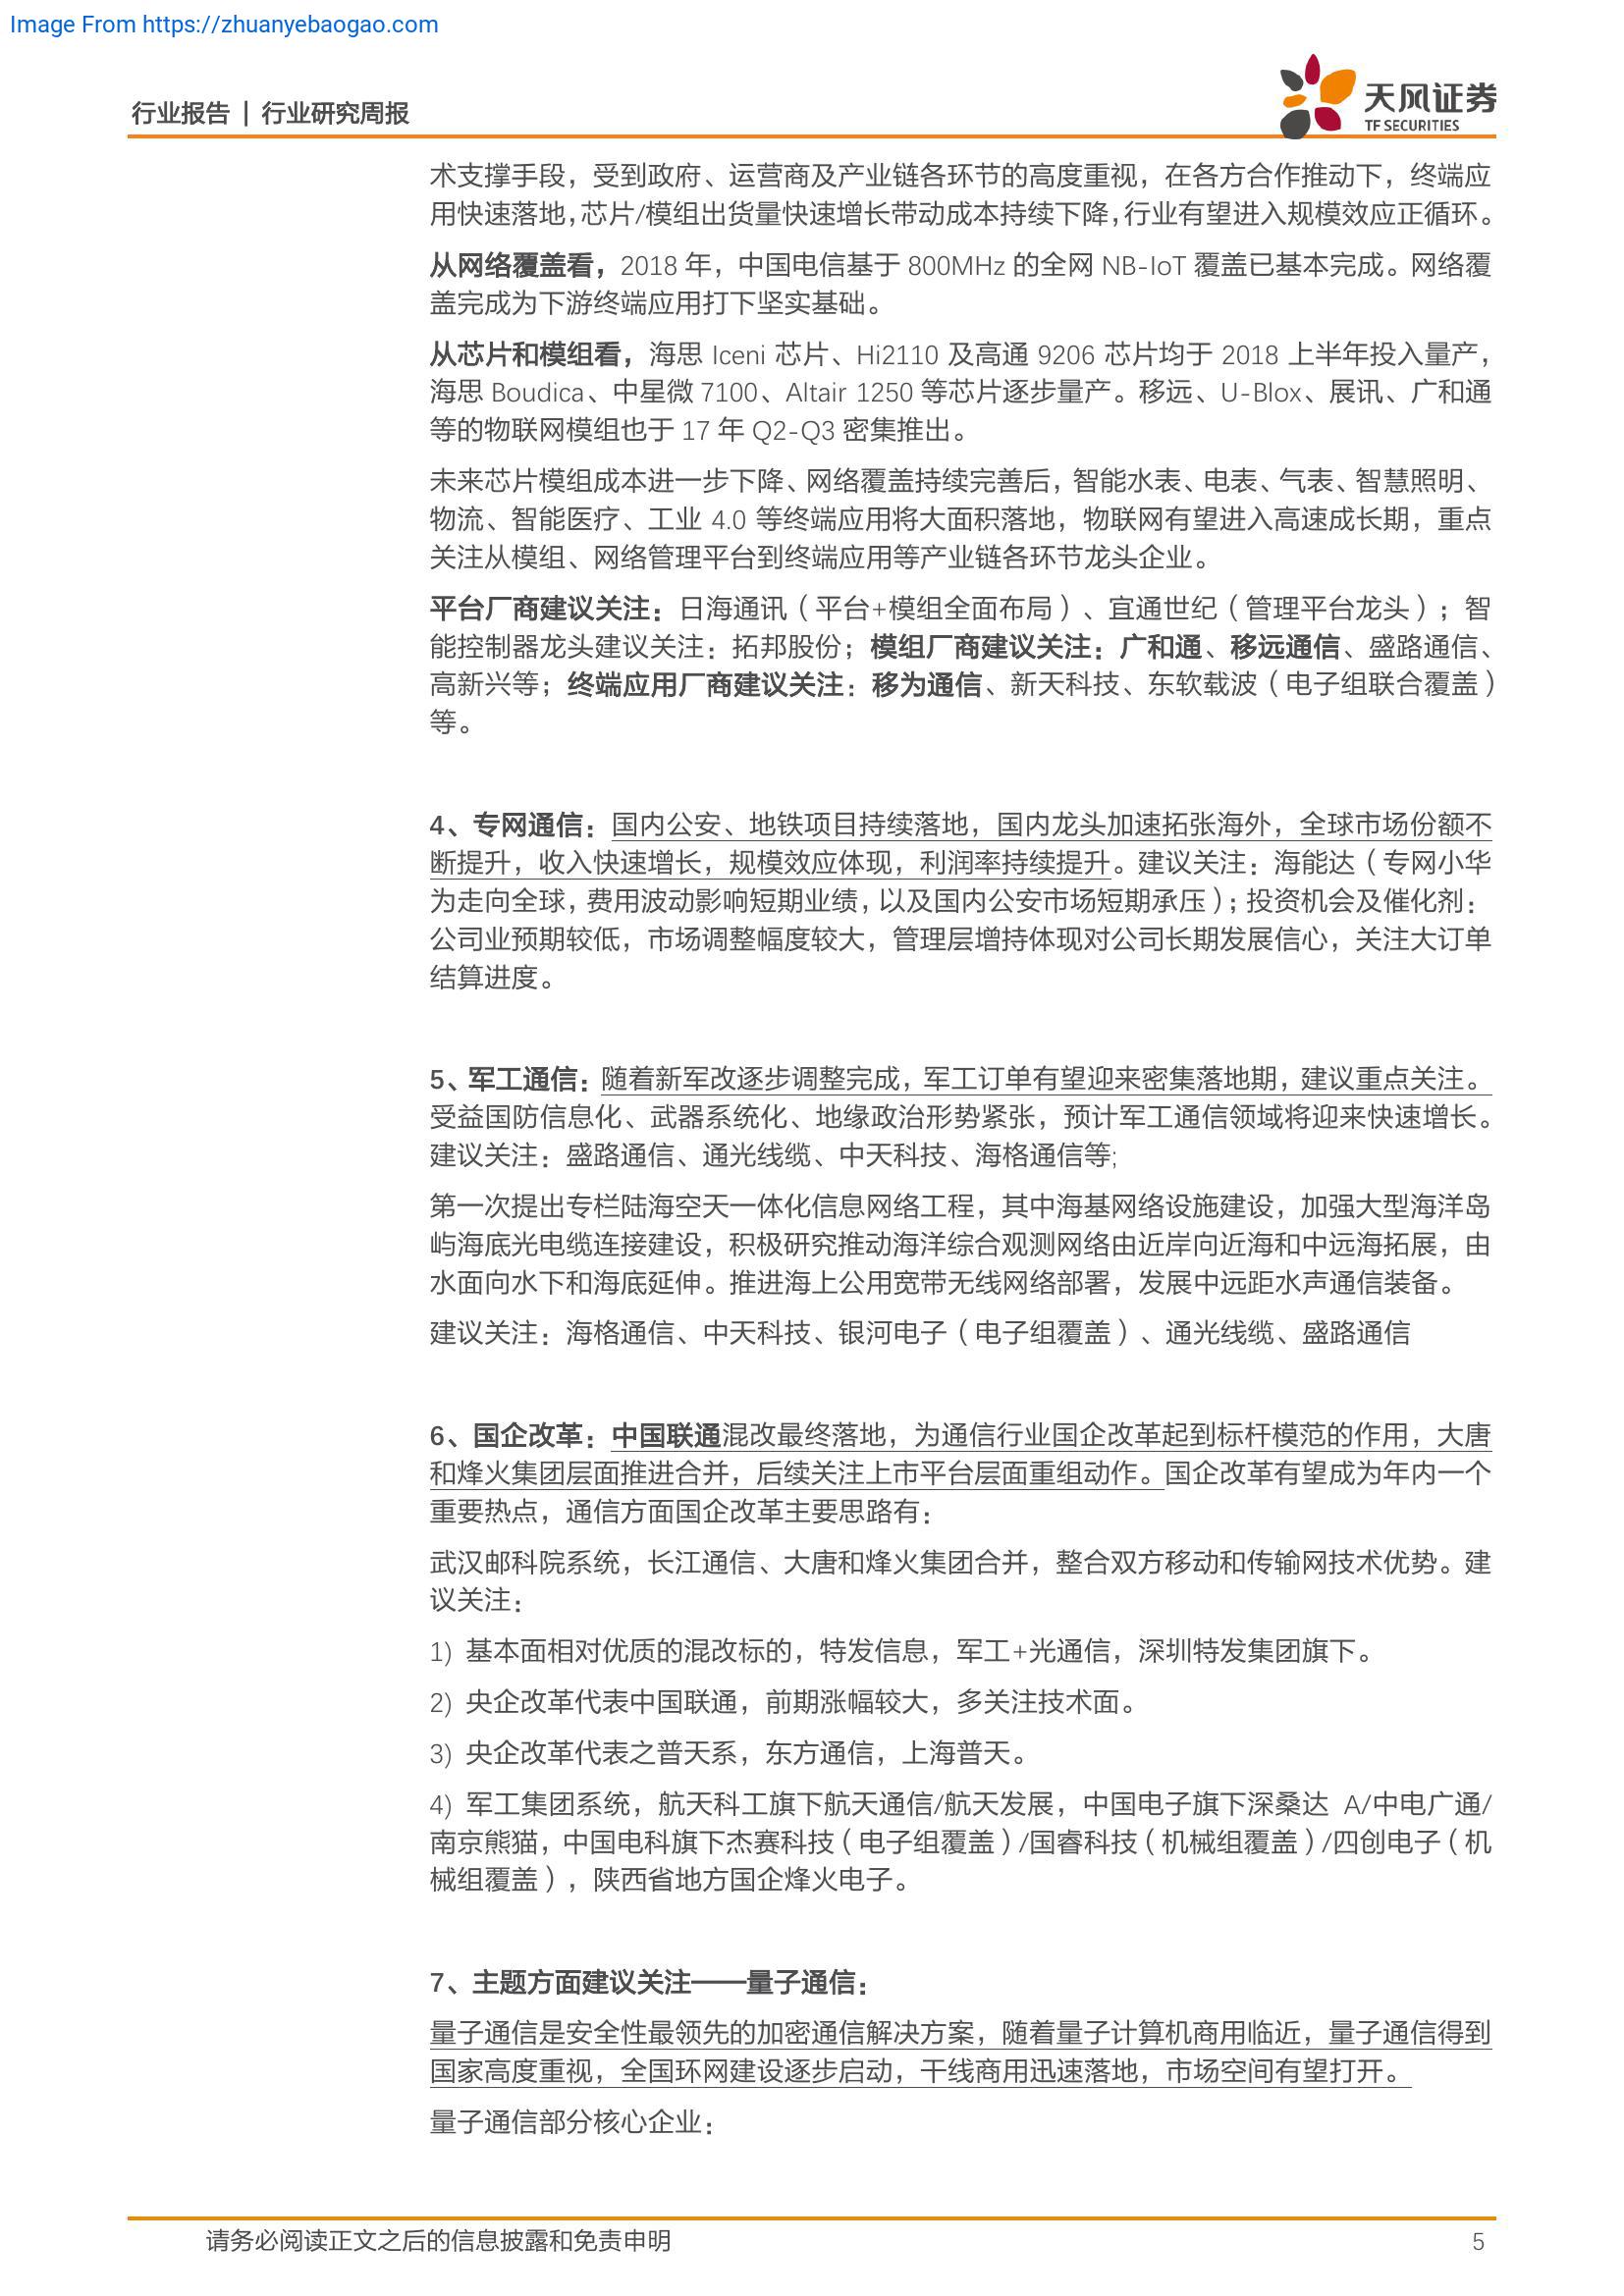 Image From https://zhuanyebaogao.com
行业报告 | 行业研究周报
天风证券
TF SECURITIES
术支撑手段，受到政府、运营商及产业链各环节的高度重视，在各方合作推动下，终端应
用快速落地，芯片/模组出货量快速增长带动成本持续下降，行业有望进入规模效应正循环。
从网络覆盖看，2018 年，中国电信基于 800MHz 的全网 NB-IoT 覆盖已基本完成。网络覆
盖完成为下游终端应用打下坚实基础。
从芯片和模组看，海思 Iceni 芯片、Hi2110 及高通 9206 芯片均于 2018 上半年投入量产，
海思 Boudica、中星微 7100、Altair 1250 等芯片逐步量产。移远、U-Blox、展讯、广和通
等的物联网模组也于 17 年 Q2-Q3 密集推出。
未来芯片模组成本进一步下降、网络覆盖持续完善后，智能水表、电表、气表、智慧照明、
物流、智能医疗、工业 4.0 等终端应用将大面积落地，物联网有望进入高速成长期，重点
关注从模组、网络管理平台到终端应用等产业链各环节龙头企业。
平台厂商建议关注：日海通讯（平台+模组全面布局）、宜通世纪（管理平台龙头）；智
能控制器龙头建议关注：拓邦股份；模组厂商建议关注：广和通、移远通信、盛路通信、
高新兴等；终端应用厂商建议关注：移为通信、新天科技、东软载波（电子组联合覆盖）
等。
4、专网通信：国内公安、地铁项目持续落地，国内龙头加速拓张海外，全球市场份额不
断提升，收入快速增长，规模效应体现，利润率持续提升。建议关注：海能达（专网小华
为走向全球，费用波动影响短期业绩，以及国内公安市场短期承压）；投资机会及催化剂：
公司业预期较低，市场调整幅度较大，管理层增持体现对公司长期发展信心，关注大订单
结算进度。
5、军工通信：随着新军改逐步调整完成，军工订单有望迎来密集落地期，建议重点关注。
受益国防信息化、武器系统化、地缘政治形势紧张，预计军工通信领域将迎来快速增长。
建议关注：盛路通信、通光线缆、中天科技、海格通信等;
第一次提出专栏陆海空天一体化信息网络工程，其中海基网络设施建设，加强大型海洋岛
屿海底光电缆连接建设，积极研究推动海洋综合观测网络由近岸向近海和中远海拓展，由
水面向水下和海底延伸。推进海上公用宽带无线网络部署，发展中远距水声通信装备。
建议关注：海格通信、中天科技、银河电子（电子组覆盖）、通光线缆、盛路通信
6、国企改革：中国联通混改最终落地，为通信行业国企改革起到标杆模范的作用，大唐
和烽火集团层面推进合并，后续关注上市平台层面重组动作。国企改革有望成为年内一个
重要热点，通信方面国企改革主要思路有：
武汉邮科院系统，长江通信、大唐和烽火集团合并，整合双方移动和传输网技术优势。建
议关注：
1) 基本面相对优质的混改标的，特发信息，军工+光通信，深圳特发集团旗下。
2) 央企改革代表中国联通，前期涨幅较大，多关注技术面。
3) 央企改革代表之普天系，东方通信，上海普天。
4) 军工集团系统，航天科工旗下航天通信/航天发展，中国电子旗下深桑达 A/中电广通/
南京熊猫，中国电科旗下杰赛科技（电子组覆盖）/国睿科技（机械组覆盖）/四创电子（机
械组覆盖），陕西省地方国企烽火电子。
7、主题方面建议关注——量子通信：
量子通信是安全性最领先的加密通信解决方案，随着量子计算机商用临近，量子通信得到
国家高度重视，全国环网建设逐步启动，干线商用迅速落地，市场空间有望打开。
量子通信部分核心企业：
请务必阅读正文之后的信息披露和免责申明
5